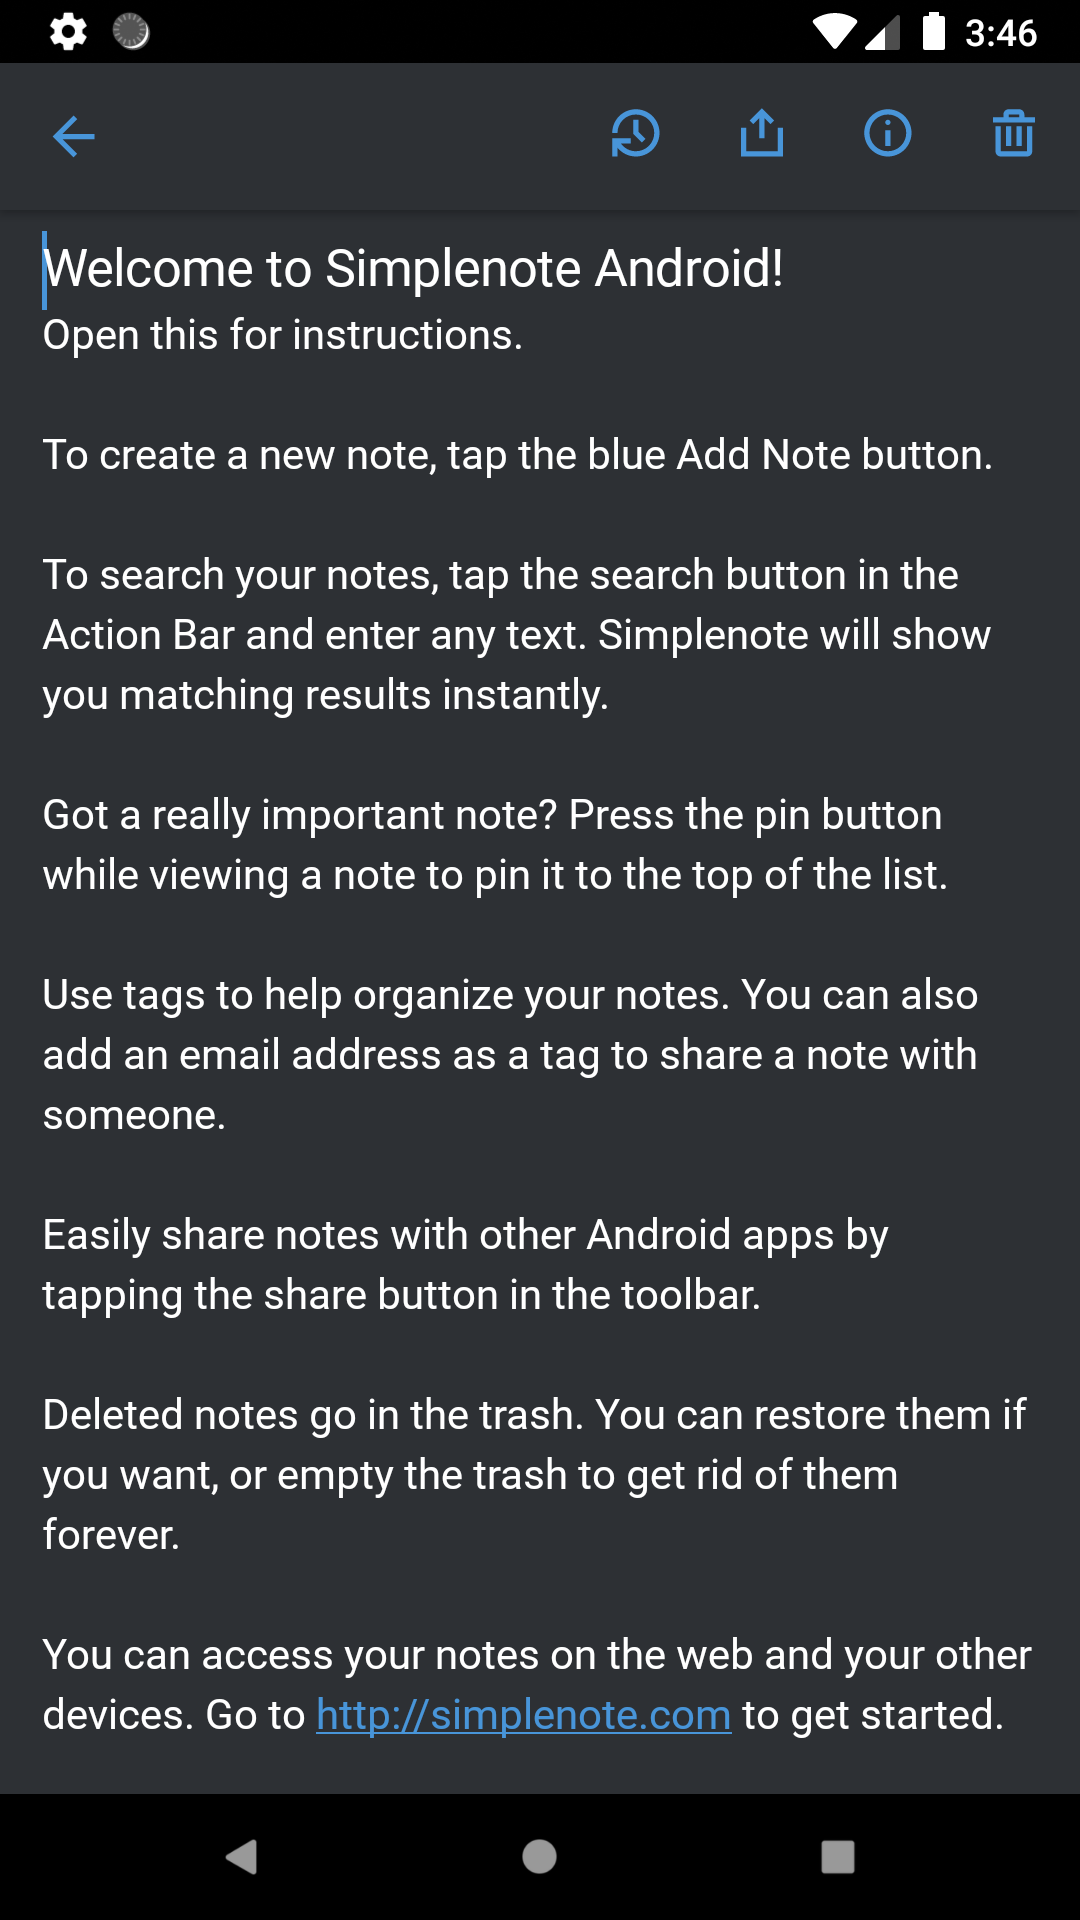 3:46
Welcome to Simplenote Android!
Open this for instructions.
To create a new note, tap the blue Add Note button.
To search your notes, tap the search button in the
Action Bar and enter any text. Simplenote will show
you matching results instantly.
Got a really important note? Press the pin button
while viewing a note to pin it to the top of the list.
Use tags to help organize your notes. You can also
add an email address as a tag to share a note with
someone.
Easily share notes with other Android apps by
tapping the share button in the toolbar.
Deleted notes go in the trash. You can restore them if
you want, or empty the trash to get rid of them
forever.
You can access your notes on the web and your other
devices. Go to http://simplenote.com to get started.